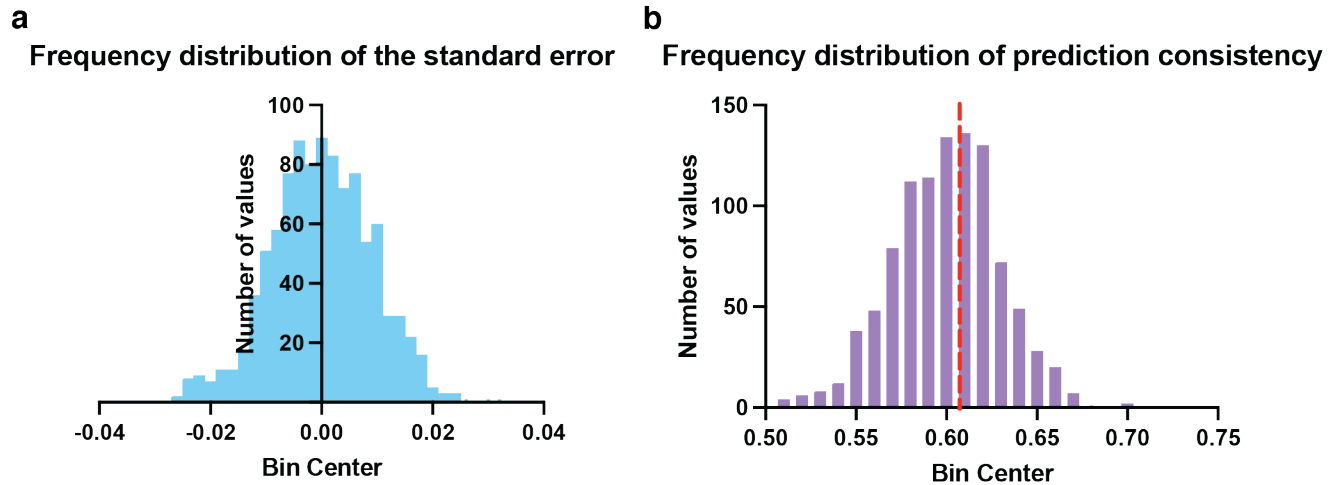 a
Frequency distribution of the standard error
100
80
60
40
20
Number of values
-0.04 -0.02 0.00 0.02 0.04
Bin Center
b
Frequency distribution of prediction consistency
150
100
50
0
Number of values
0.50 0.55 0.60 0.65 0.70 0.75
Bin Center